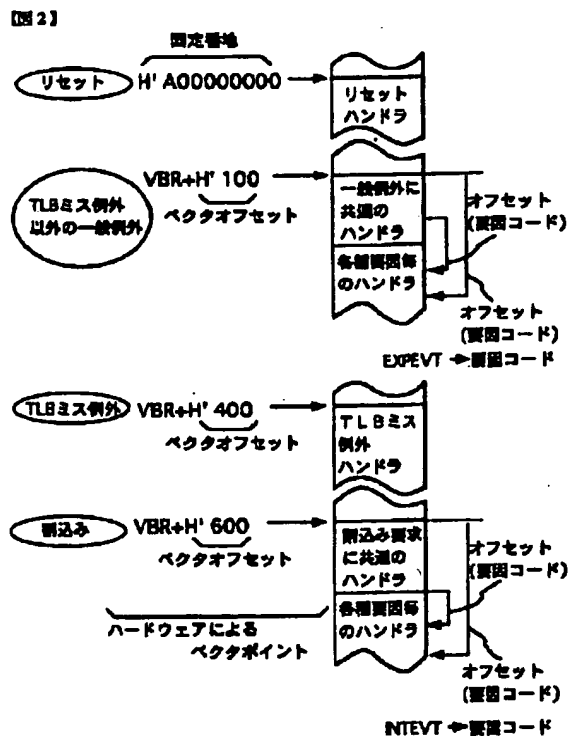 【図2】
固定番地
リセット H' A00000000
リセット
ハンドラ
TLBミス例外
以外の一般例外
VBR+H' 100
ベクタオフセット
一般例外に
共通の
ハンドラ
各種要因毎
のハンドラ
オフセット
(要因コード)
オフセット
(要因コード)
EXPEVT ← 要因コード
TLBミス例外 VBR+H' 400
ベクタオフセット
TLBミス
例外
ハンドラ
割込み VBR+H' 600
ベクタオフセット
割込み要求
に共通の
ハンドラ
各種要因毎
のハンドラ
オフセット
(要因コード)
オフセット
(要因コード)
ハードウェアによる
ベクタポイント
INTEVT ← 要因コード